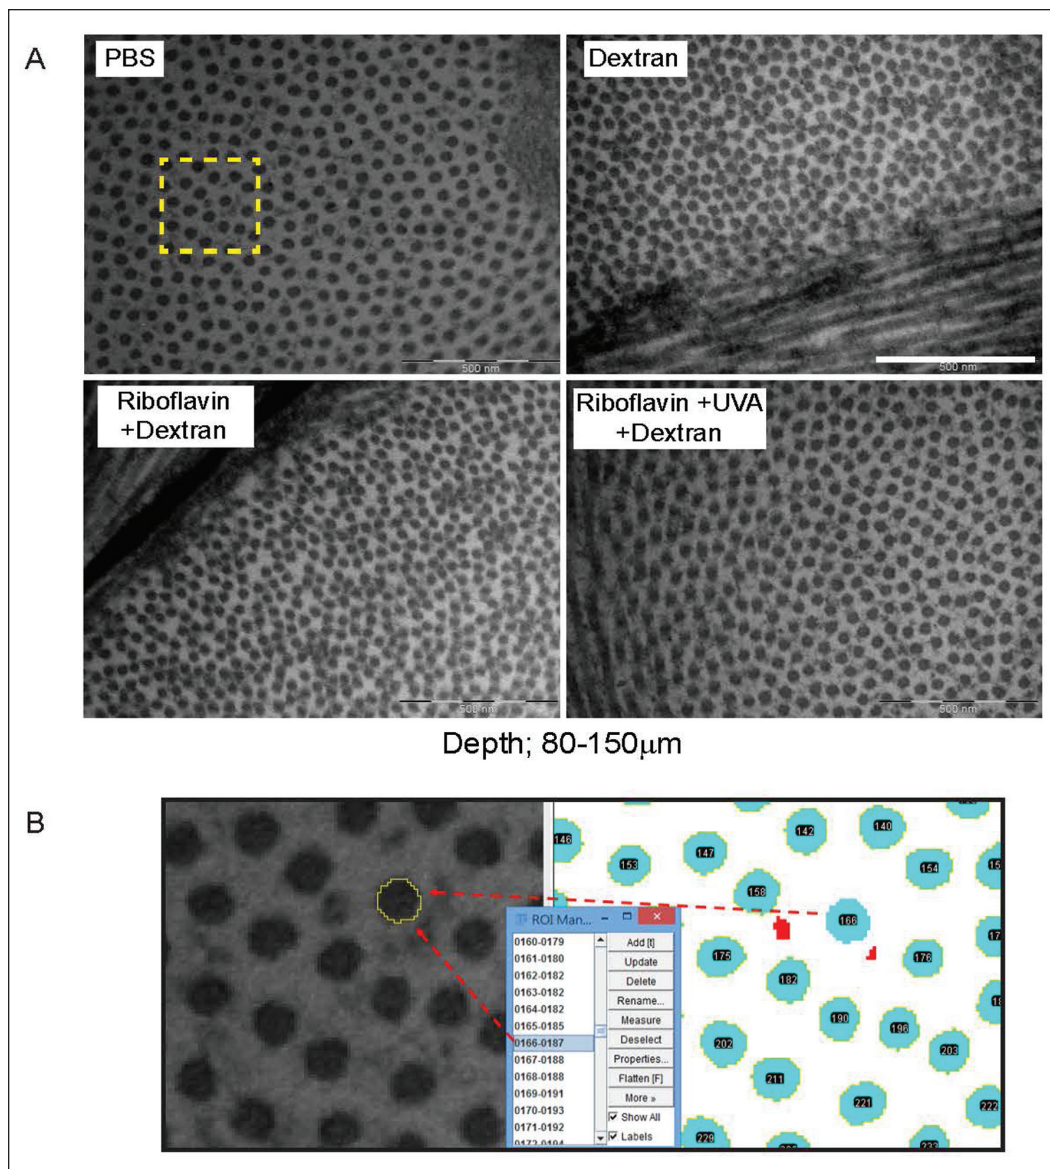 A
PBS
Dextran
500 nm
500 nm
Riboflavin
+Dextran
Riboflavin +UVA
+Dextran
500 nm
500 nm
Depth; 80-150μm
B
146
153
147
142
140
154
158
166
175
182
176
190
196
202
203
211
221
222
229
233
ROI Man...
0160-0179
0161-0180
0162-0182
0163-0182
0164-0182
0165-0185
0166-0187
0167-0188
0168-0188
0169-0191
0170-0193
0171-0192
0172-0194
Add [t]
Update
Delete
Rename...
Measure
Deselect
Properties...
Flatten [F]
More »
Show All
Labels